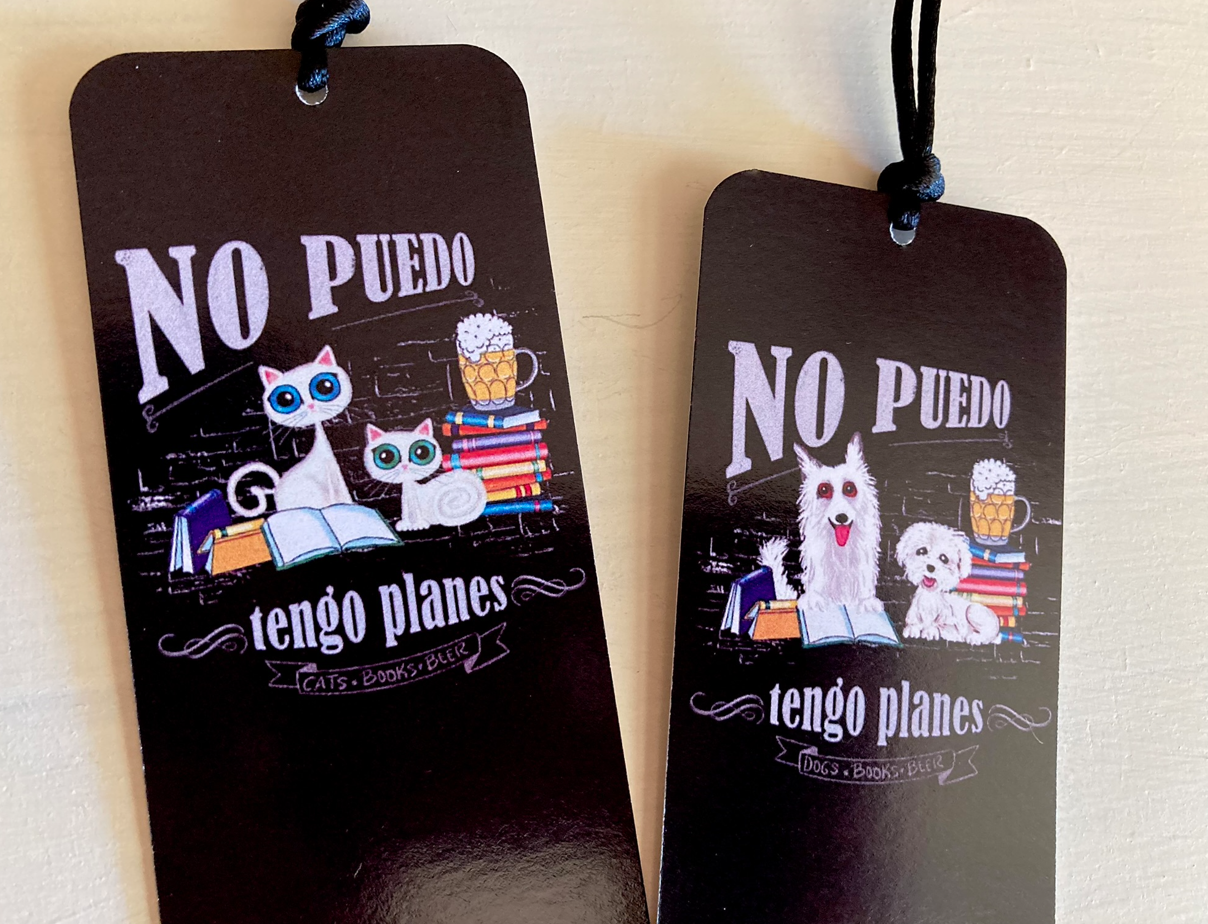 NO PUEDO
tengo planes
CATS • BOOKS • BEER
NO PUEDO
tengo planes
DOGS • BOOKS • BEER